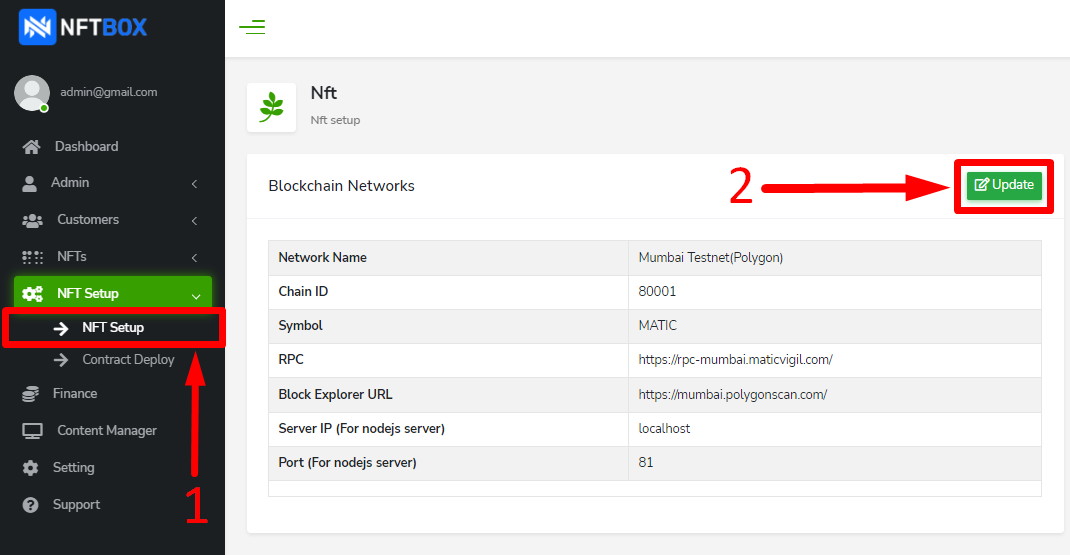 NFTBOX
admin@gmail.com
Dashboard
Admin
Customers
NFTs
NFT Setup
NFT Setup
Contract Deploy
Finance
Content Manager
Setting
Support
1
Nft
Nft setup
Blockchain Networks
2
Update
Network Name Mumbai Testnet(Polygon)
Chain ID 80001
Symbol MATIC
RPC https://rpc-mumbai.maticvigil.com/
Block Explorer URL https://mumbai.polygonscan.com/
Server IP (For nodejs server) localhost
Port (For nodejs server) 81